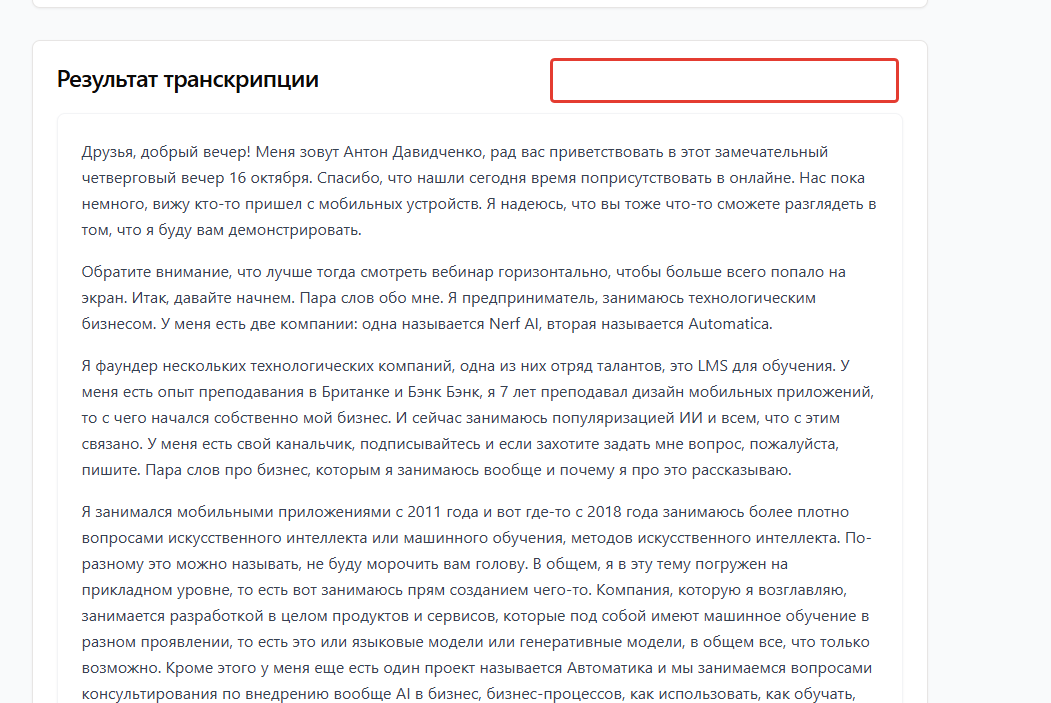 Результат транскрипции
Друзья, добрый вечер! Меня зовут Антон Давидченко, рад вас приветствовать в этот замечательный
четверговый вечер 16 октября. Спасибо, что нашли сегодня время поприсутствовать в онлайне. Нас пока
немного, вижу кто-то пришел с мобильных устройств. Я надеюсь, что вы тоже что-то сможете разглядеть в
том, что я буду вам демонстрировать.
Обратите внимание, что лучше тогда смотреть вебинар горизонтально, чтобы больше всего попало на
экран. Итак, давайте начнем. Пара слов обо мне. Я предприниматель, занимаюсь технологическим
бизнесом. У меня есть две компании: одна называется Nerf AI, вторая называется Automatica.
Я фаундер нескольких технологических компаний, одна из них отряд талантов, это LMS для обучения. У
меня есть опыт преподавания в Британке и Бэнк Бэнк, я 7 лет преподавал дизайн мобильных приложений,
то с чего начался собственно мой бизнес. И сейчас занимаюсь популяризацией ИИ и всем, что с этим
связано. У меня есть свой канальчик, подписывайтесь и если захотите задать мне вопрос, пожалуйста,
пишите. Пара слов про бизнес, которым я занимаюсь вообще и почему я про это рассказываю.
Я занимался мобильными приложениями с 2011 года и вот где-то с 2018 года занимаюсь более плотно
вопросами искусственного интеллекта или машинного обучения, методов искусственного интеллекта. По-
разному это можно называть, не буду морочить вам голову. В общем, я в эту тему погружен на
прикладном уровне, то есть вот занимаюсь прям созданием чего-то. Компания, которую я возглавляю,
занимается разработкой в целом продуктов и сервисов, которые под собой имеют машинное обучение в
разном проявлении, то есть это или языковые модели или генеративные модели, в общем все, что только
возможно. Кроме этого у меня еще есть один проект называется Автоматика и мы занимаемся вопросами
консультирования по внедрению вообще AI в бизнес, бизнес-процессов, как использовать, как обучать,